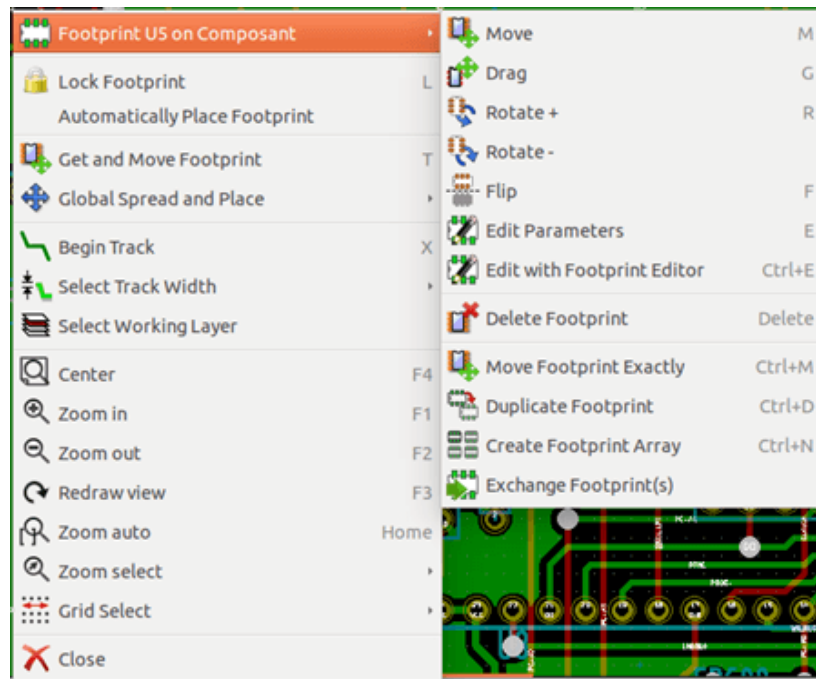 Footprint U5 on Composant
Lock Footprint L
Automatically Place Footprint
Get and Move Footprint T
Global Spread and Place
Begin Track X
Select Track Width
Select Working Layer
Center F4
Zoom in F1
Zoom out F2
Redraw view F3
Zoom auto Home
Zoom select
Grid Select
Close
Move M
Drag G
Rotate + R
Rotate -
Flip F
Edit Parameters E
Edit with Footprint Editor Ctrl+E
Delete Footprint Delete
Move Footprint Exactly Ctrl+M
Duplicate Footprint Ctrl+D
Create Footprint Array Ctrl+N
Exchange Footprint(s)